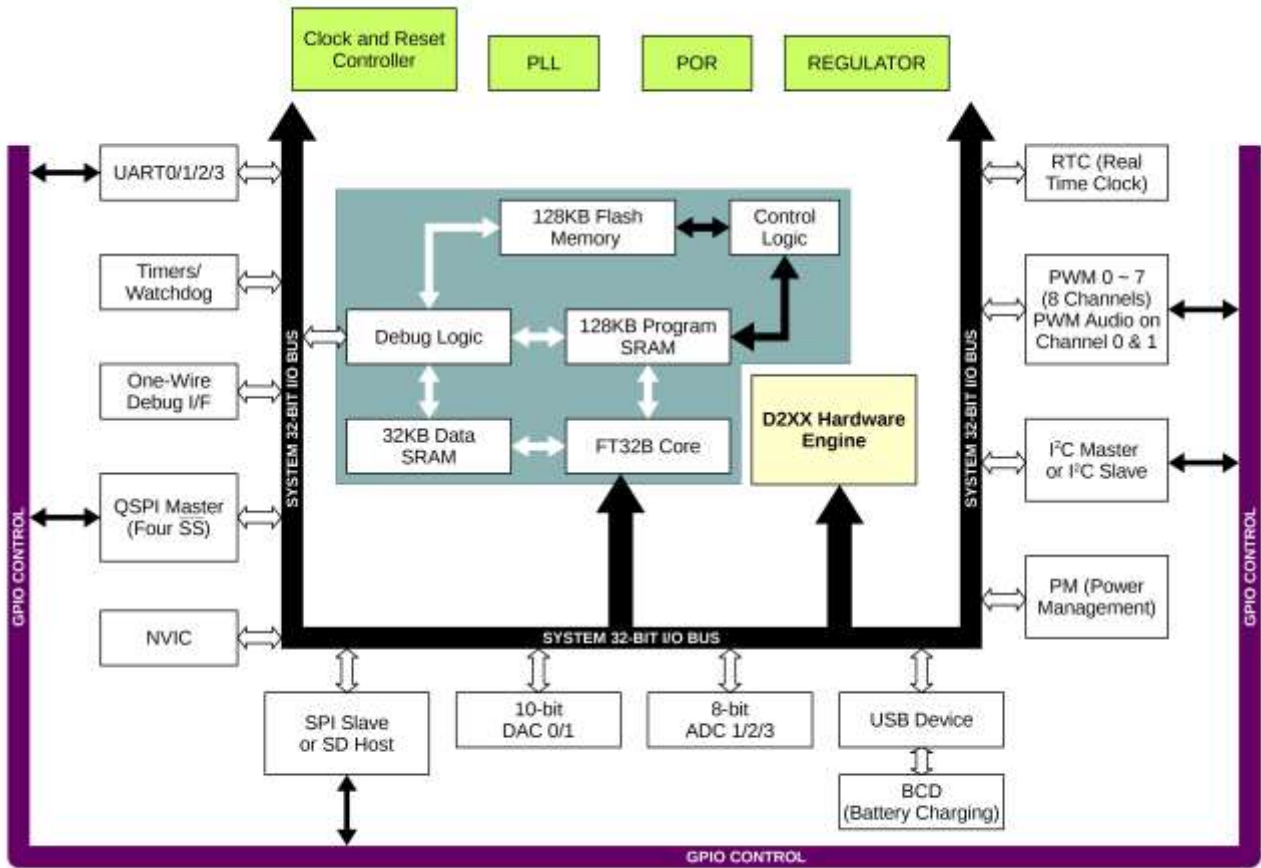 Clock and Reset
Controller
PLL
POR
REGULATOR
UART0/1/2/3
Timers/
Watchdog
One-Wire
Debug I/F
QSPI Master
(Four S̅S̅)
NVIC
GPIO CONTROL
SYSTEM 32-BIT I/O BUS
128KB Flash
Memory
Control
Logic
Debug Logic
128KB Program
SRAM
32KB Data
SRAM
FT32B Core
D2XX Hardware
Engine
SYSTEM 32-BIT I/O BUS
RTC (Real
Time Clock)
PWM 0 ~ 7
(8 Channels)
PWM Audio on
Channel 0 & 1
I²C Master
or I²C Slave
PM (Power
Management)
GPIO CONTROL
SYSTEM 32-BIT I/O BUS
SPI Slave
or SD Host
10-bit
DAC 0/1
8-bit
ADC 1/2/3
USB Device
BCD
(Battery Charging)
GPIO CONTROL